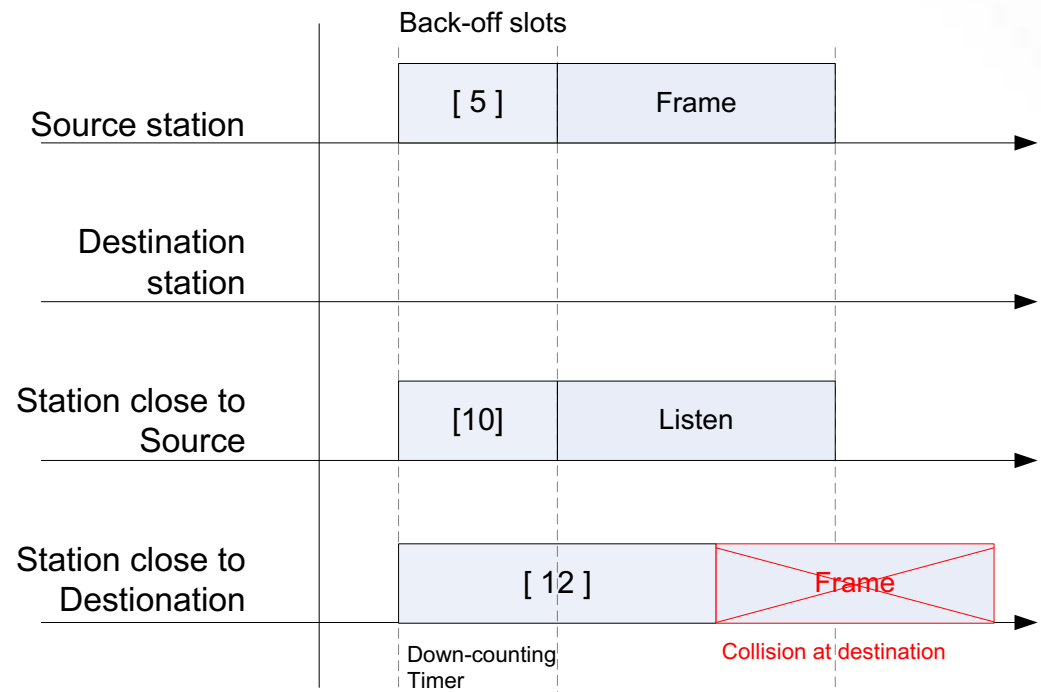 Back-off slots
Source station
[ 5 ]
Frame
Destination
station
Station close to
Source
[10]
Listen
Station close to
Destionation
[ 12 ]
Frame
Down-counting
Timer
Collision at destination